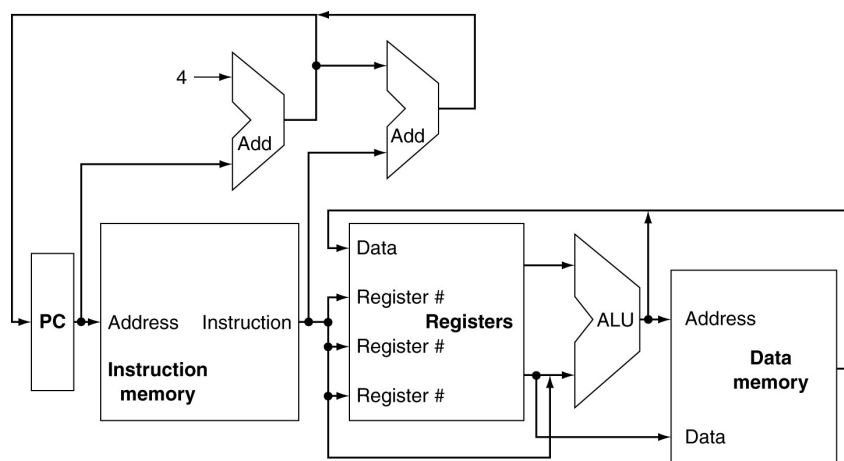 4
Add
Add
PC
Address
Instruction
Instruction
memory
Data
Register #
Registers
Register #
Register #
ALU
Address
Data
memory
Data